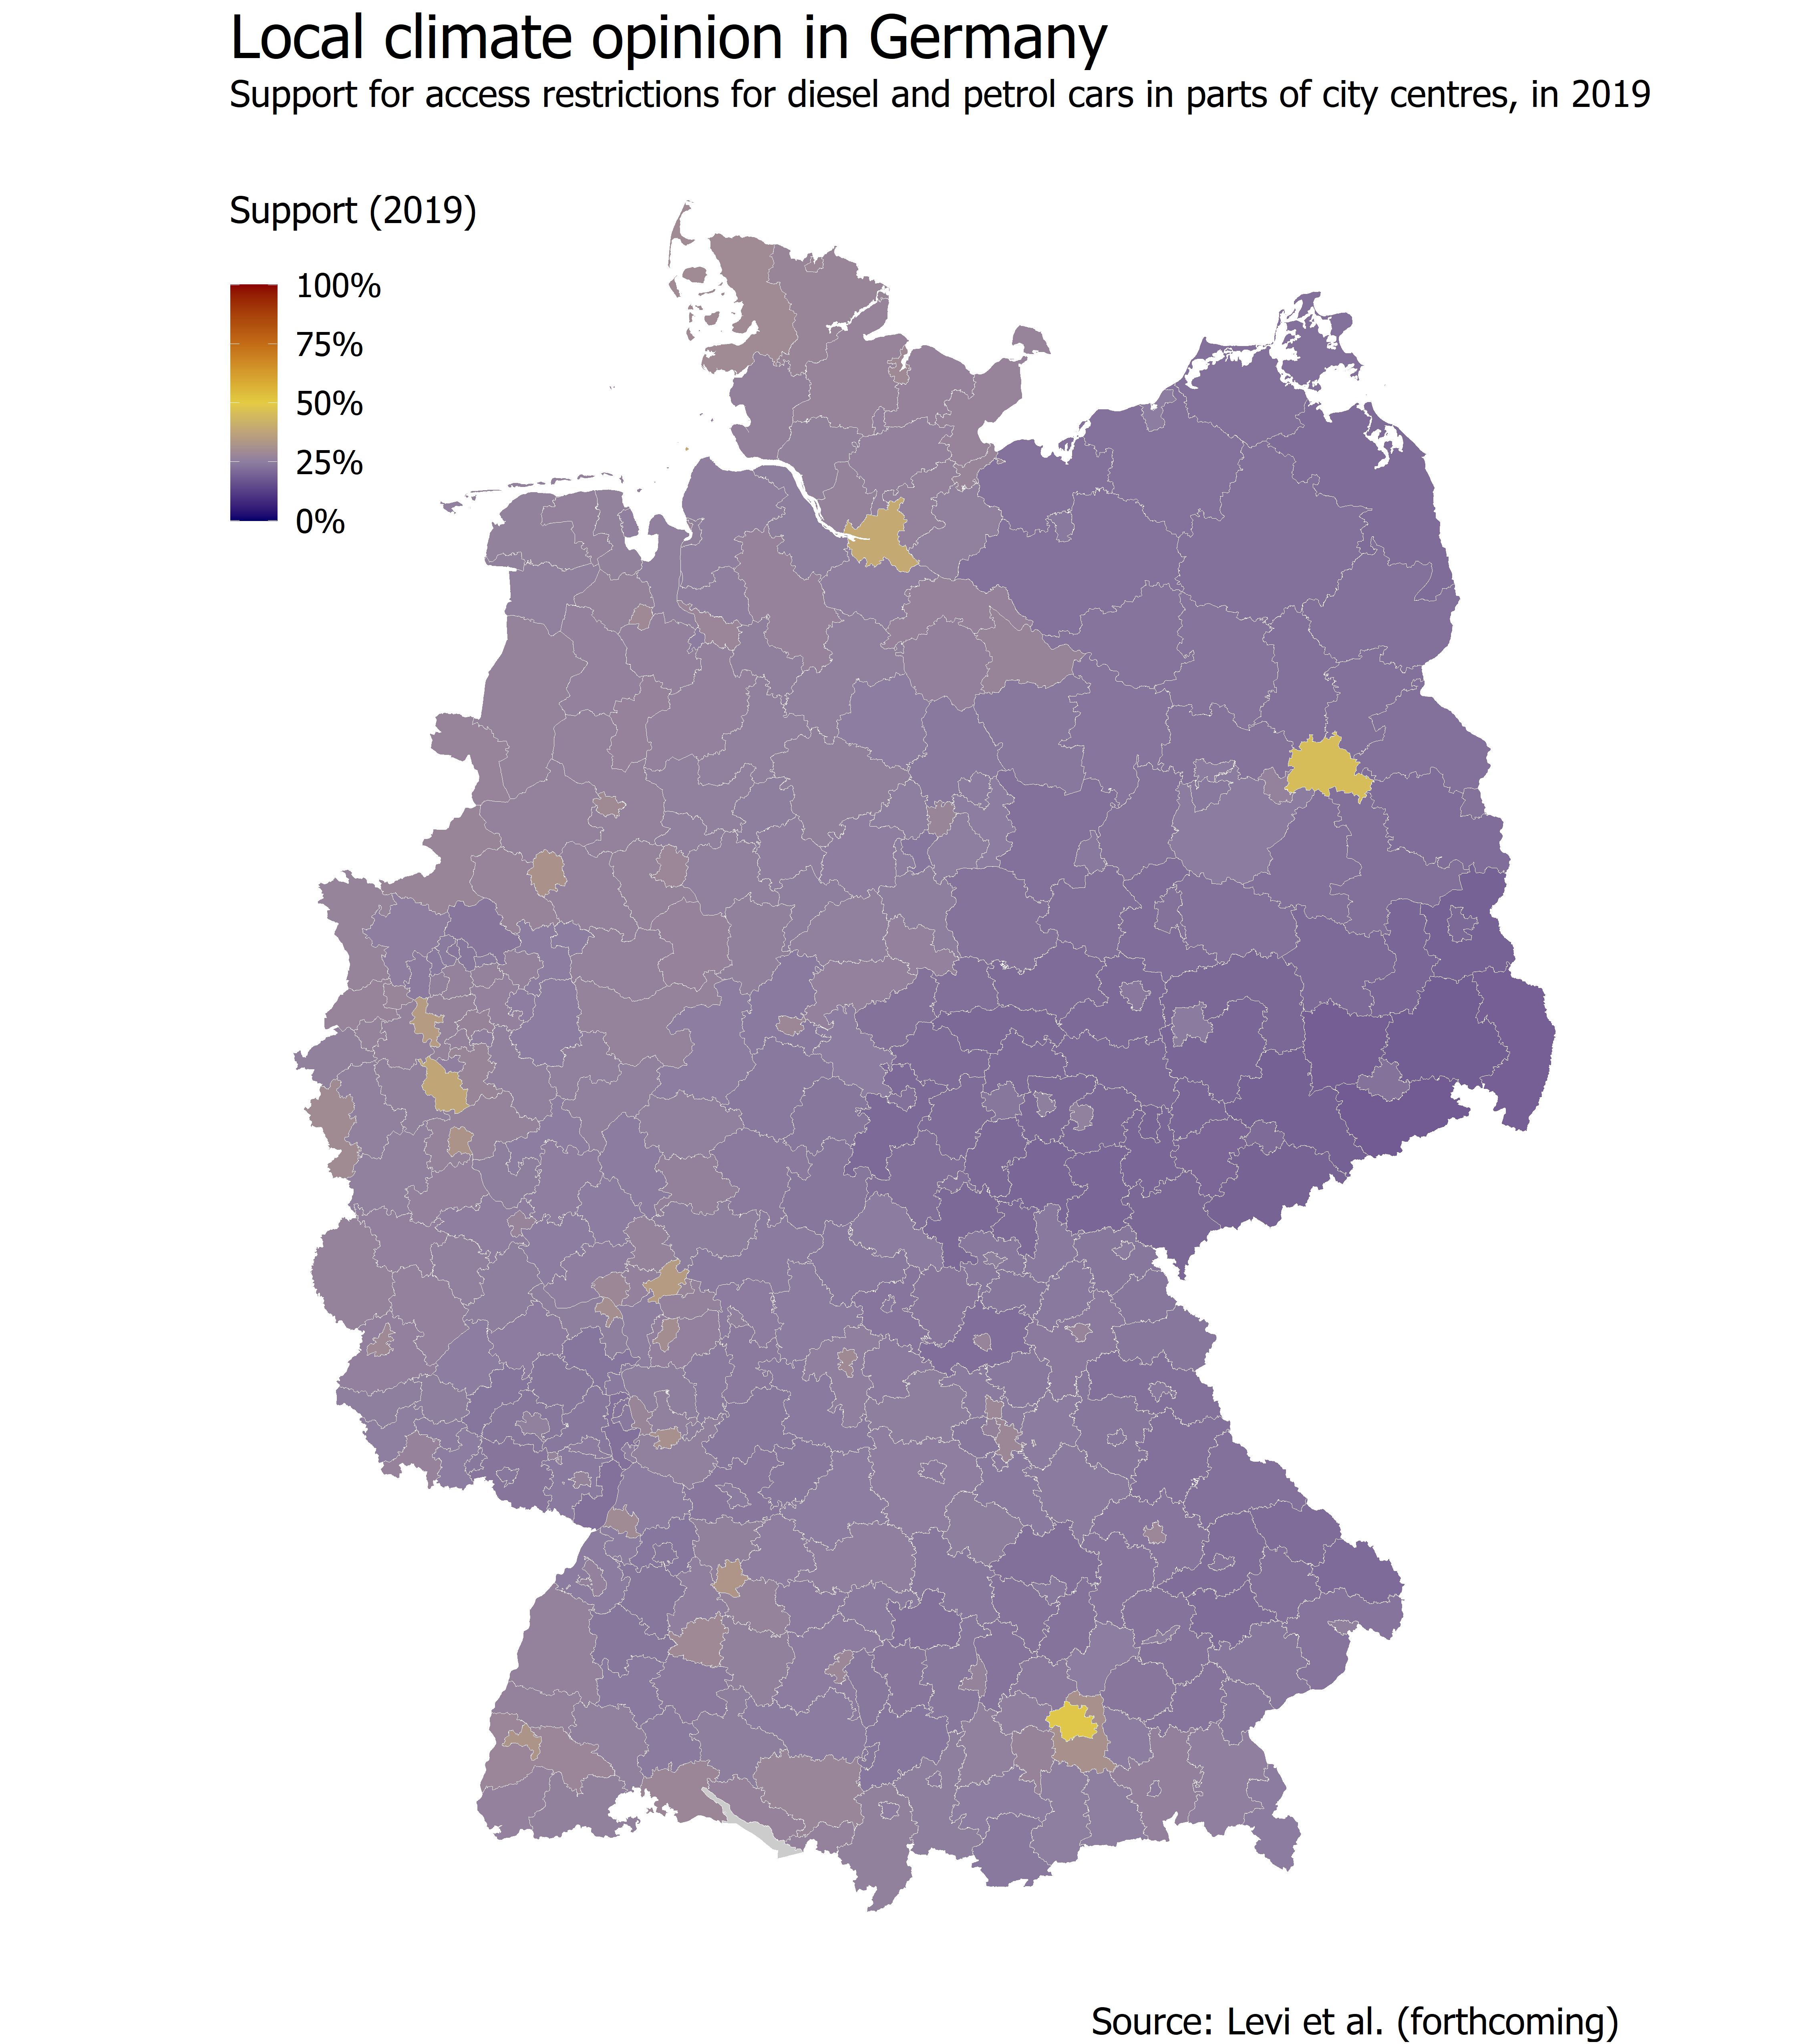 Local climate opinion in Germany
Support for access restrictions for diesel and petrol cars in parts of city centres, in 2019
Support (2019)
100%
75%
50%
25%
0%
Source: Levi et al. (forthcoming)